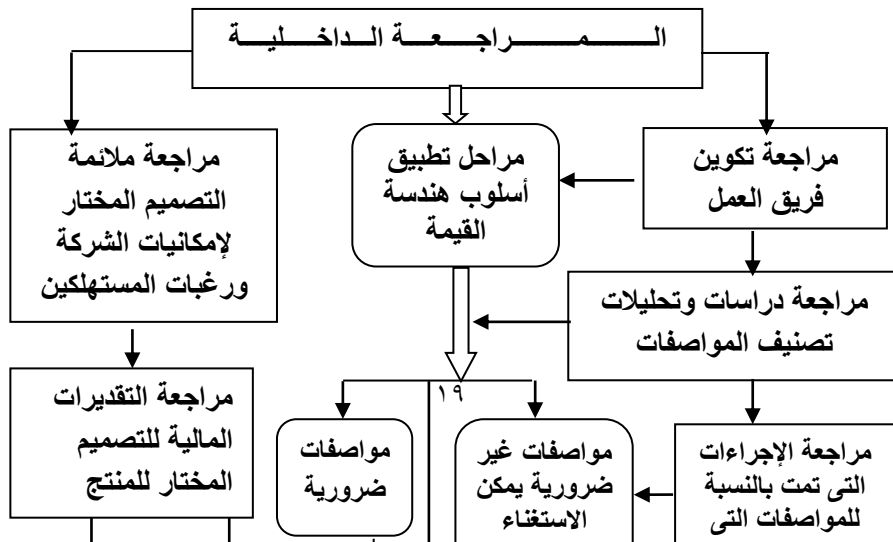 المراجعة الداخلية
مراجعة تكوين
فريق العمل
مراحل تطبيق
أسلوب هندسة
القيمة
مراجعة ملائمة
التصميم المختار
لإمكانيات الشركة
ورغبات المستهلكين
مراجعة دراسات وتحليلات
تصنيف المواصفات
١٩
مراجعة الإجراءات
التى تمت بالنسبة
للمواصفات التى
مواصفات غير
ضرورية يمكن
الاستغناء
مواصفات
ضرورية
مراجعة التقديرات
المالية للتصميم
المختار للمنتج